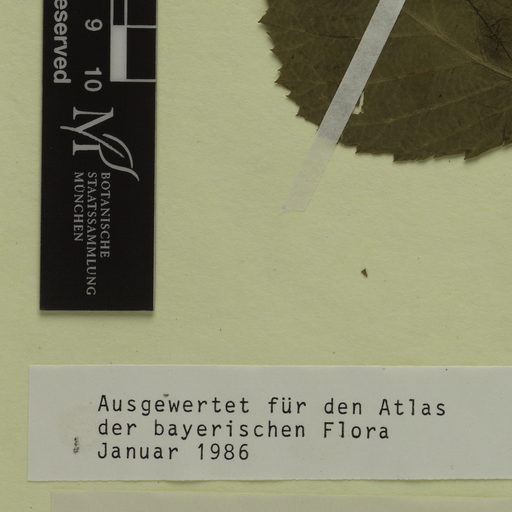 eserved
9 10
M
BOTANISCHE
STAATSSAMMLUNG
MÜNCHEN
Ausgewertet für den Atlas
der bayerischen Flora
Januar 1986